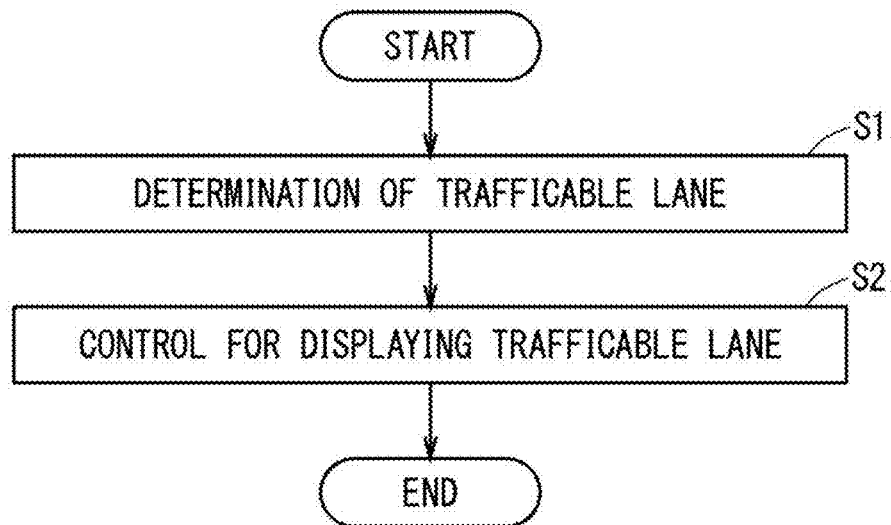 START
S1
DETERMINATION OF TRAFFICABLE LANE
S2
CONTROL FOR DISPLAYING TRAFFICABLE LANE
END